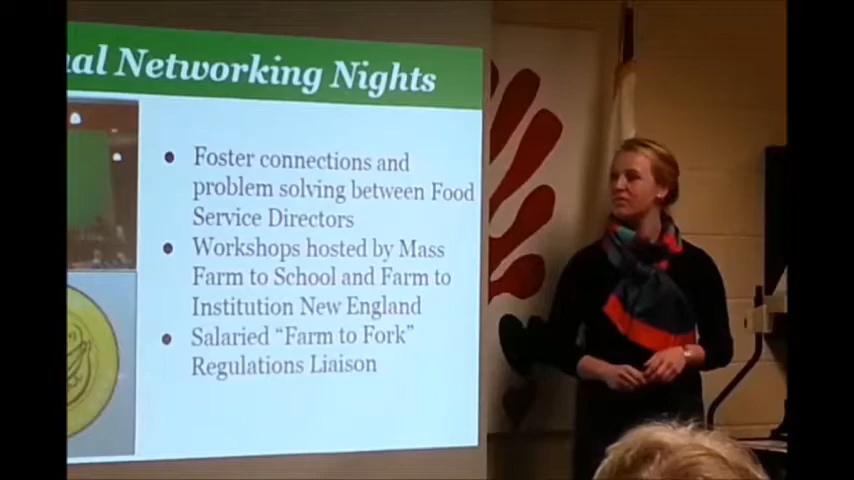 Networking Nights
• Foster connections and
problem solving between Food
Service Directors
• Workshops hosted by Mass
Farm to School and Farm to
Institution New England
• Salaried “Farm to Fork”
Regulations Liaison